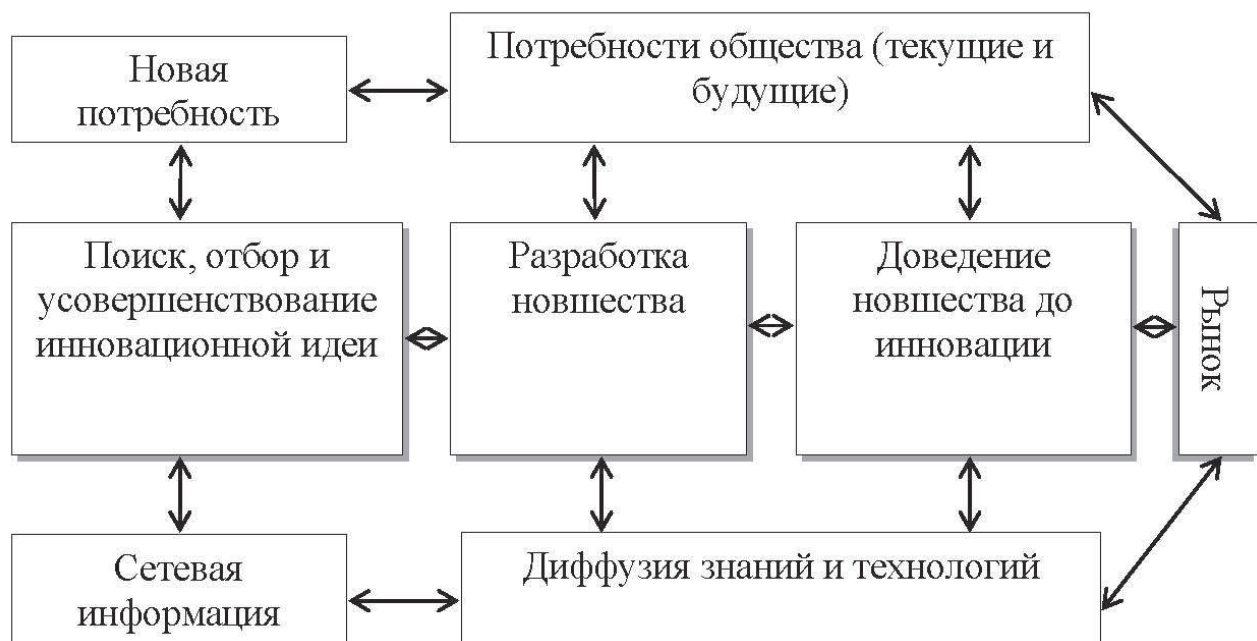 Новая
потребность
Потребности общества (текущие и
будущие)
Поиск, отбор и
усовершенствование
инновационной идеи
Разработка
новшества
Доведение
новшества до
инновации
Рынок
Сетевая
информация
Диффузия знаний и технологий